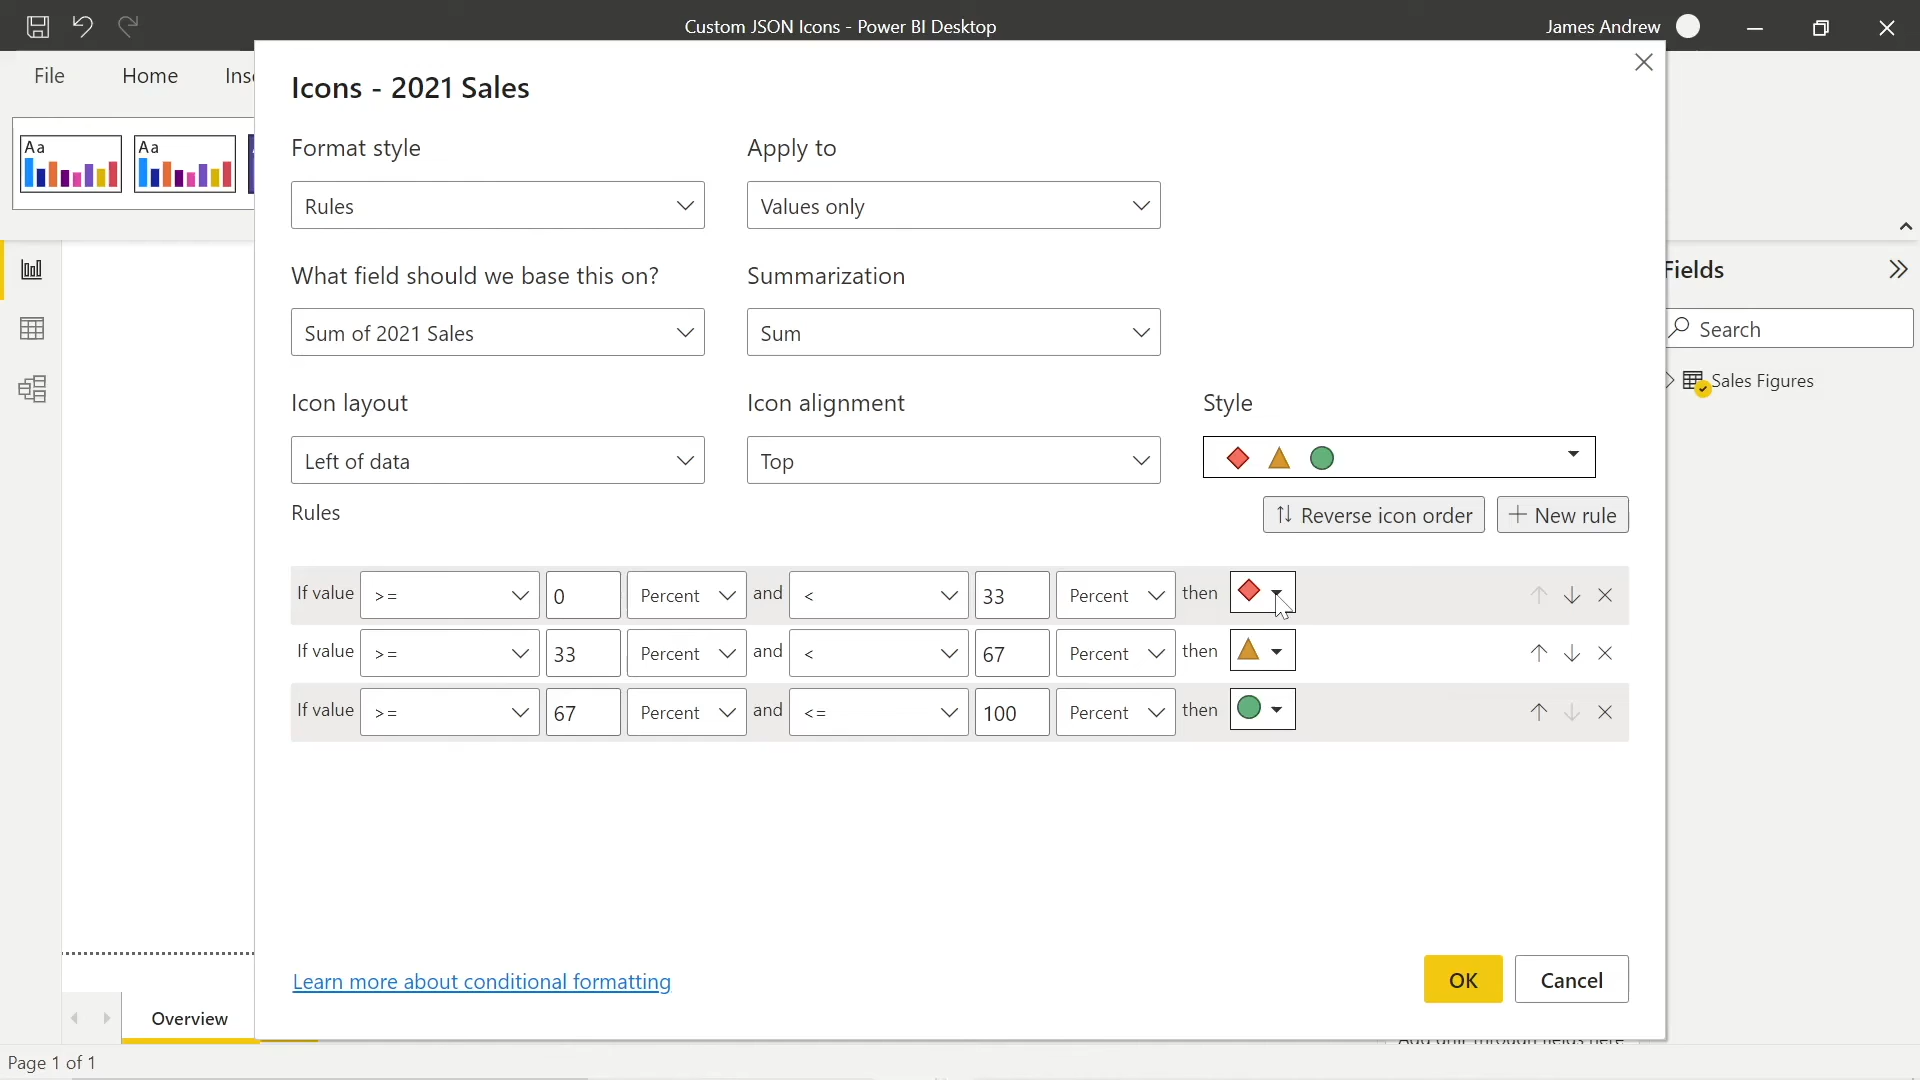 Custom JSON Icons - Power BI Desktop
James Andrew
File Home Ins
Aa Aa
Icons - 2021 Sales
Format style Apply to
Rules Values only
What field should we base this on? Summarization
Sum of 2021 Sales Sum
Icon layout Icon alignment Style
Left of data Top
Rules Reverse icon order + New rule
If value >= 0 Percent and < 33 Percent then
If value >= 33 Percent and < 67 Percent then
If value >= 67 Percent and <= 100 Percent then
Learn more about conditional formatting
OK Cancel
Fields
Search
Sales Figures
Overview
Page 1 of 1